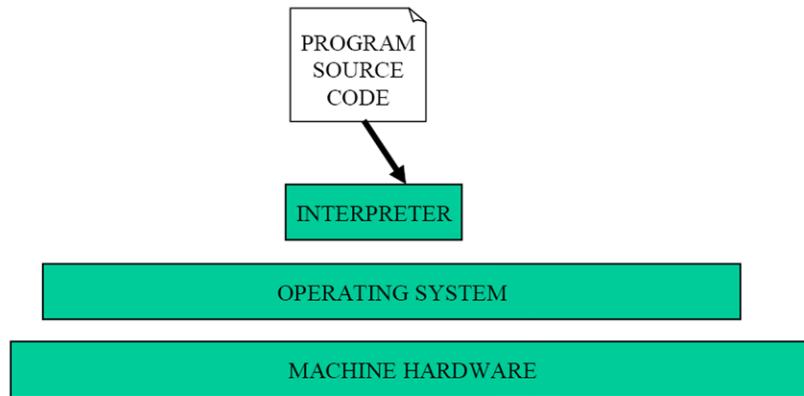 PROGRAM
SOURCE
CODE
INTERPRETER
OPERATING SYSTEM
MACHINE HARDWARE